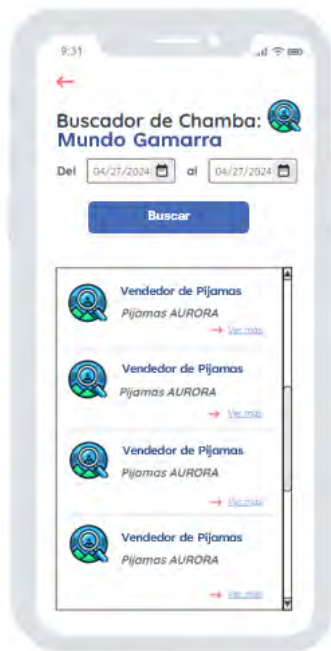 9:31
Buscador de Chamba:
Mundo Gamarra
Del 04/27/2024 al 04/27/2024
Buscar
Vendedor de Pijamas
Pijamas AURORA
→ Ver más
Vendedor de Pijamas
Pijamas AURORA
→ Ver más
Vendedor de Pijamas
Pijamas AURORA
→ Ver más
Vendedor de Pijamas
Pijamas AURORA
→ Ver más